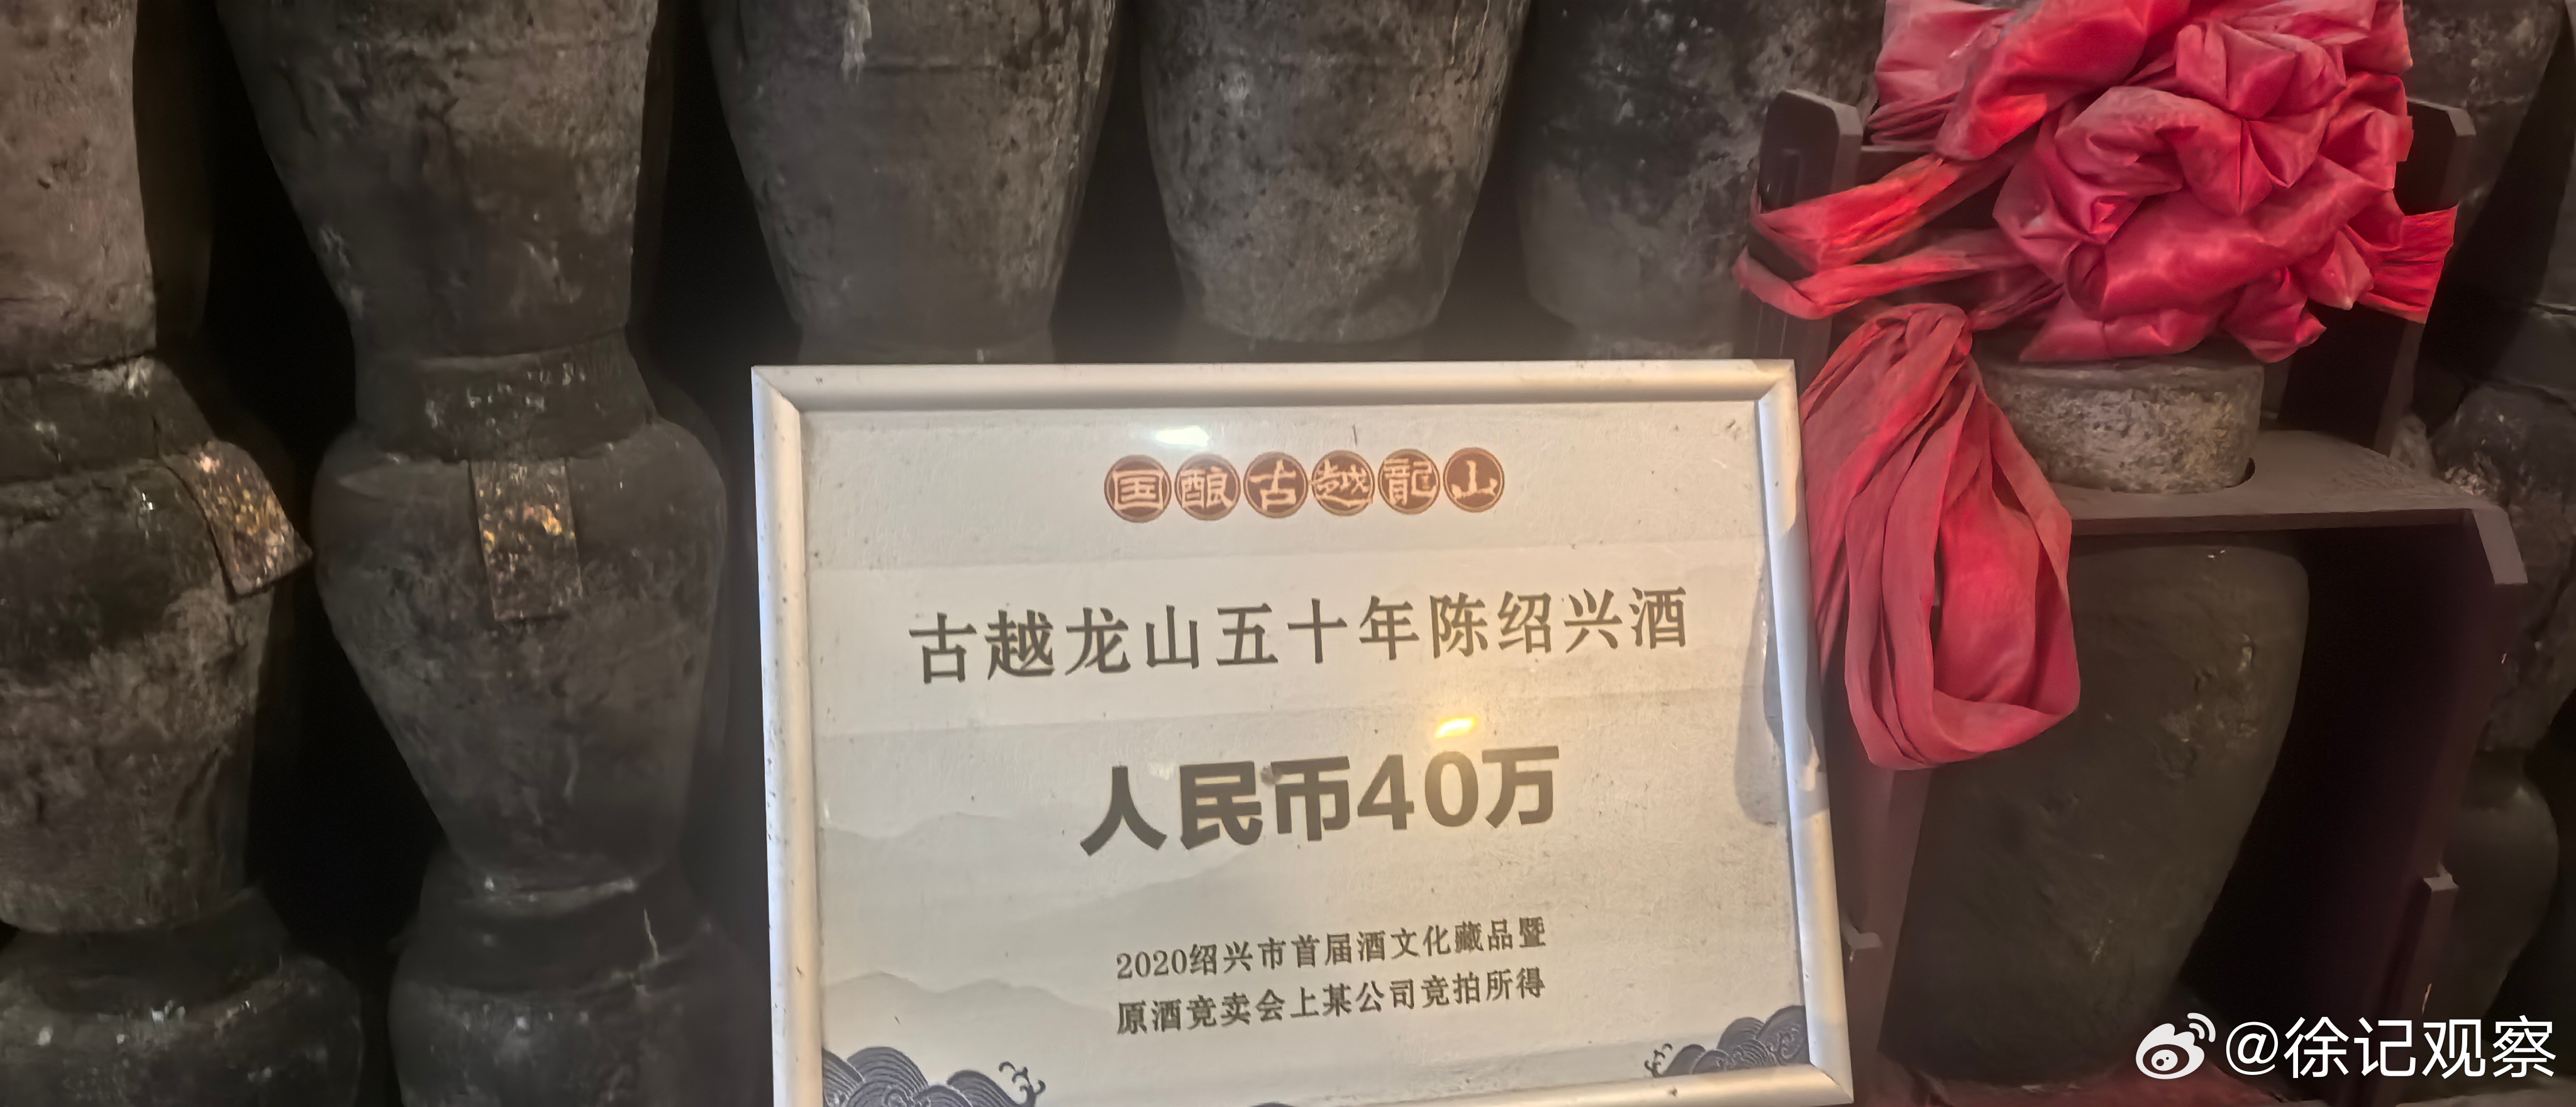 国酿古越龍山
古越龙山五十年陈绍兴酒
人民币40万
2020绍兴市首届酒文化藏品暨
原酒竞卖会上某公司竞拍所得
@徐记观察